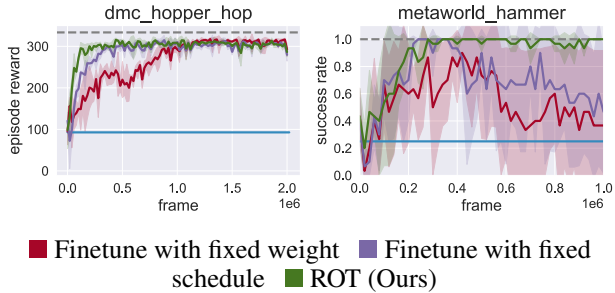 dmc_hopper_hop
metaworld_hammer
episode reward
300
200
100
0
0.0
0.5
1.0
1.5
2.0
1e6
frame
success rate
1.0
0.8
0.6
0.4
0.2
0.0
0.0
0.2
0.4
0.6
0.8
1.0
1e6
frame
Finetune with fixed weight
Finetune with fixed
schedule
ROT (Ours)